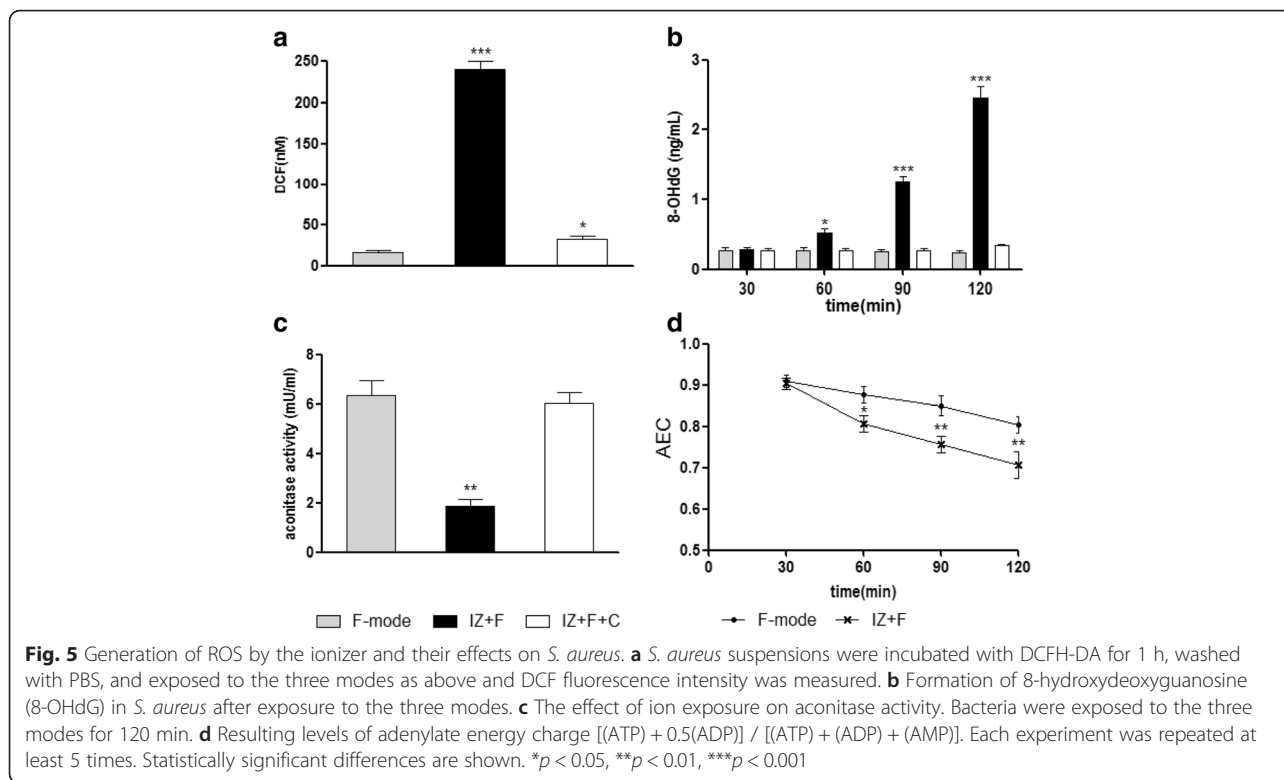 a
***
250
200
150
100
50
0
DCF(nM)
*
b
3
2
1
0
8-OHdG (ng/mL)
*
***
***
30 60 90 120
time(min)
c
8
6
4
2
0
aconitase activity (mU/ml)
**
F-mode IZ+F IZ+F+C
d
1.0
0.9
0.8
0.7
0.6
0.5
AEC
*
**
**
0 30 60 90 120
time(min)
F-mode IZ+F
Fig. 5 Generation of ROS by the ionizer and their effects on S. aureus. a S. aureus suspensions were incubated with DCFH-DA for 1 h, washed
with PBS, and exposed to the three modes as above and DCF fluorescence intensity was measured. b Formation of 8-hydroxydeoxyguanosine
(8-OHdG) in S. aureus after exposure to the three modes. c The effect of ion exposure on aconitase activity. Bacteria were exposed to the three
modes for 120 min. d Resulting levels of adenylate energy charge [(ATP) + 0.5(ADP)] / [(ATP) + (ADP) + (AMP)]. Each experiment was repeated at
least 5 times. Statistically significant differences are shown. *p < 0.05, **p < 0.01, ***p < 0.001